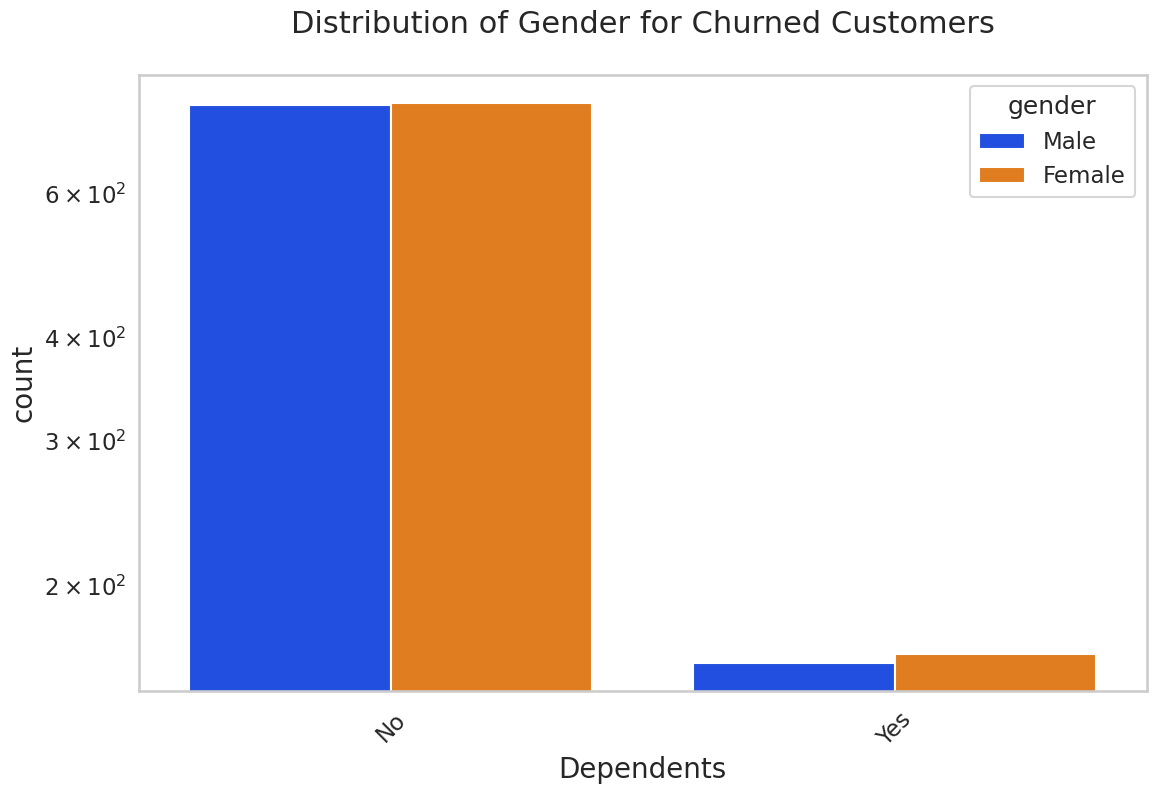 Distribution of Gender for Churned Customers
gender
Male
Female
6 × 10²
4 × 10²
3 × 10²
2 × 10²
count
No
Yes
Dependents